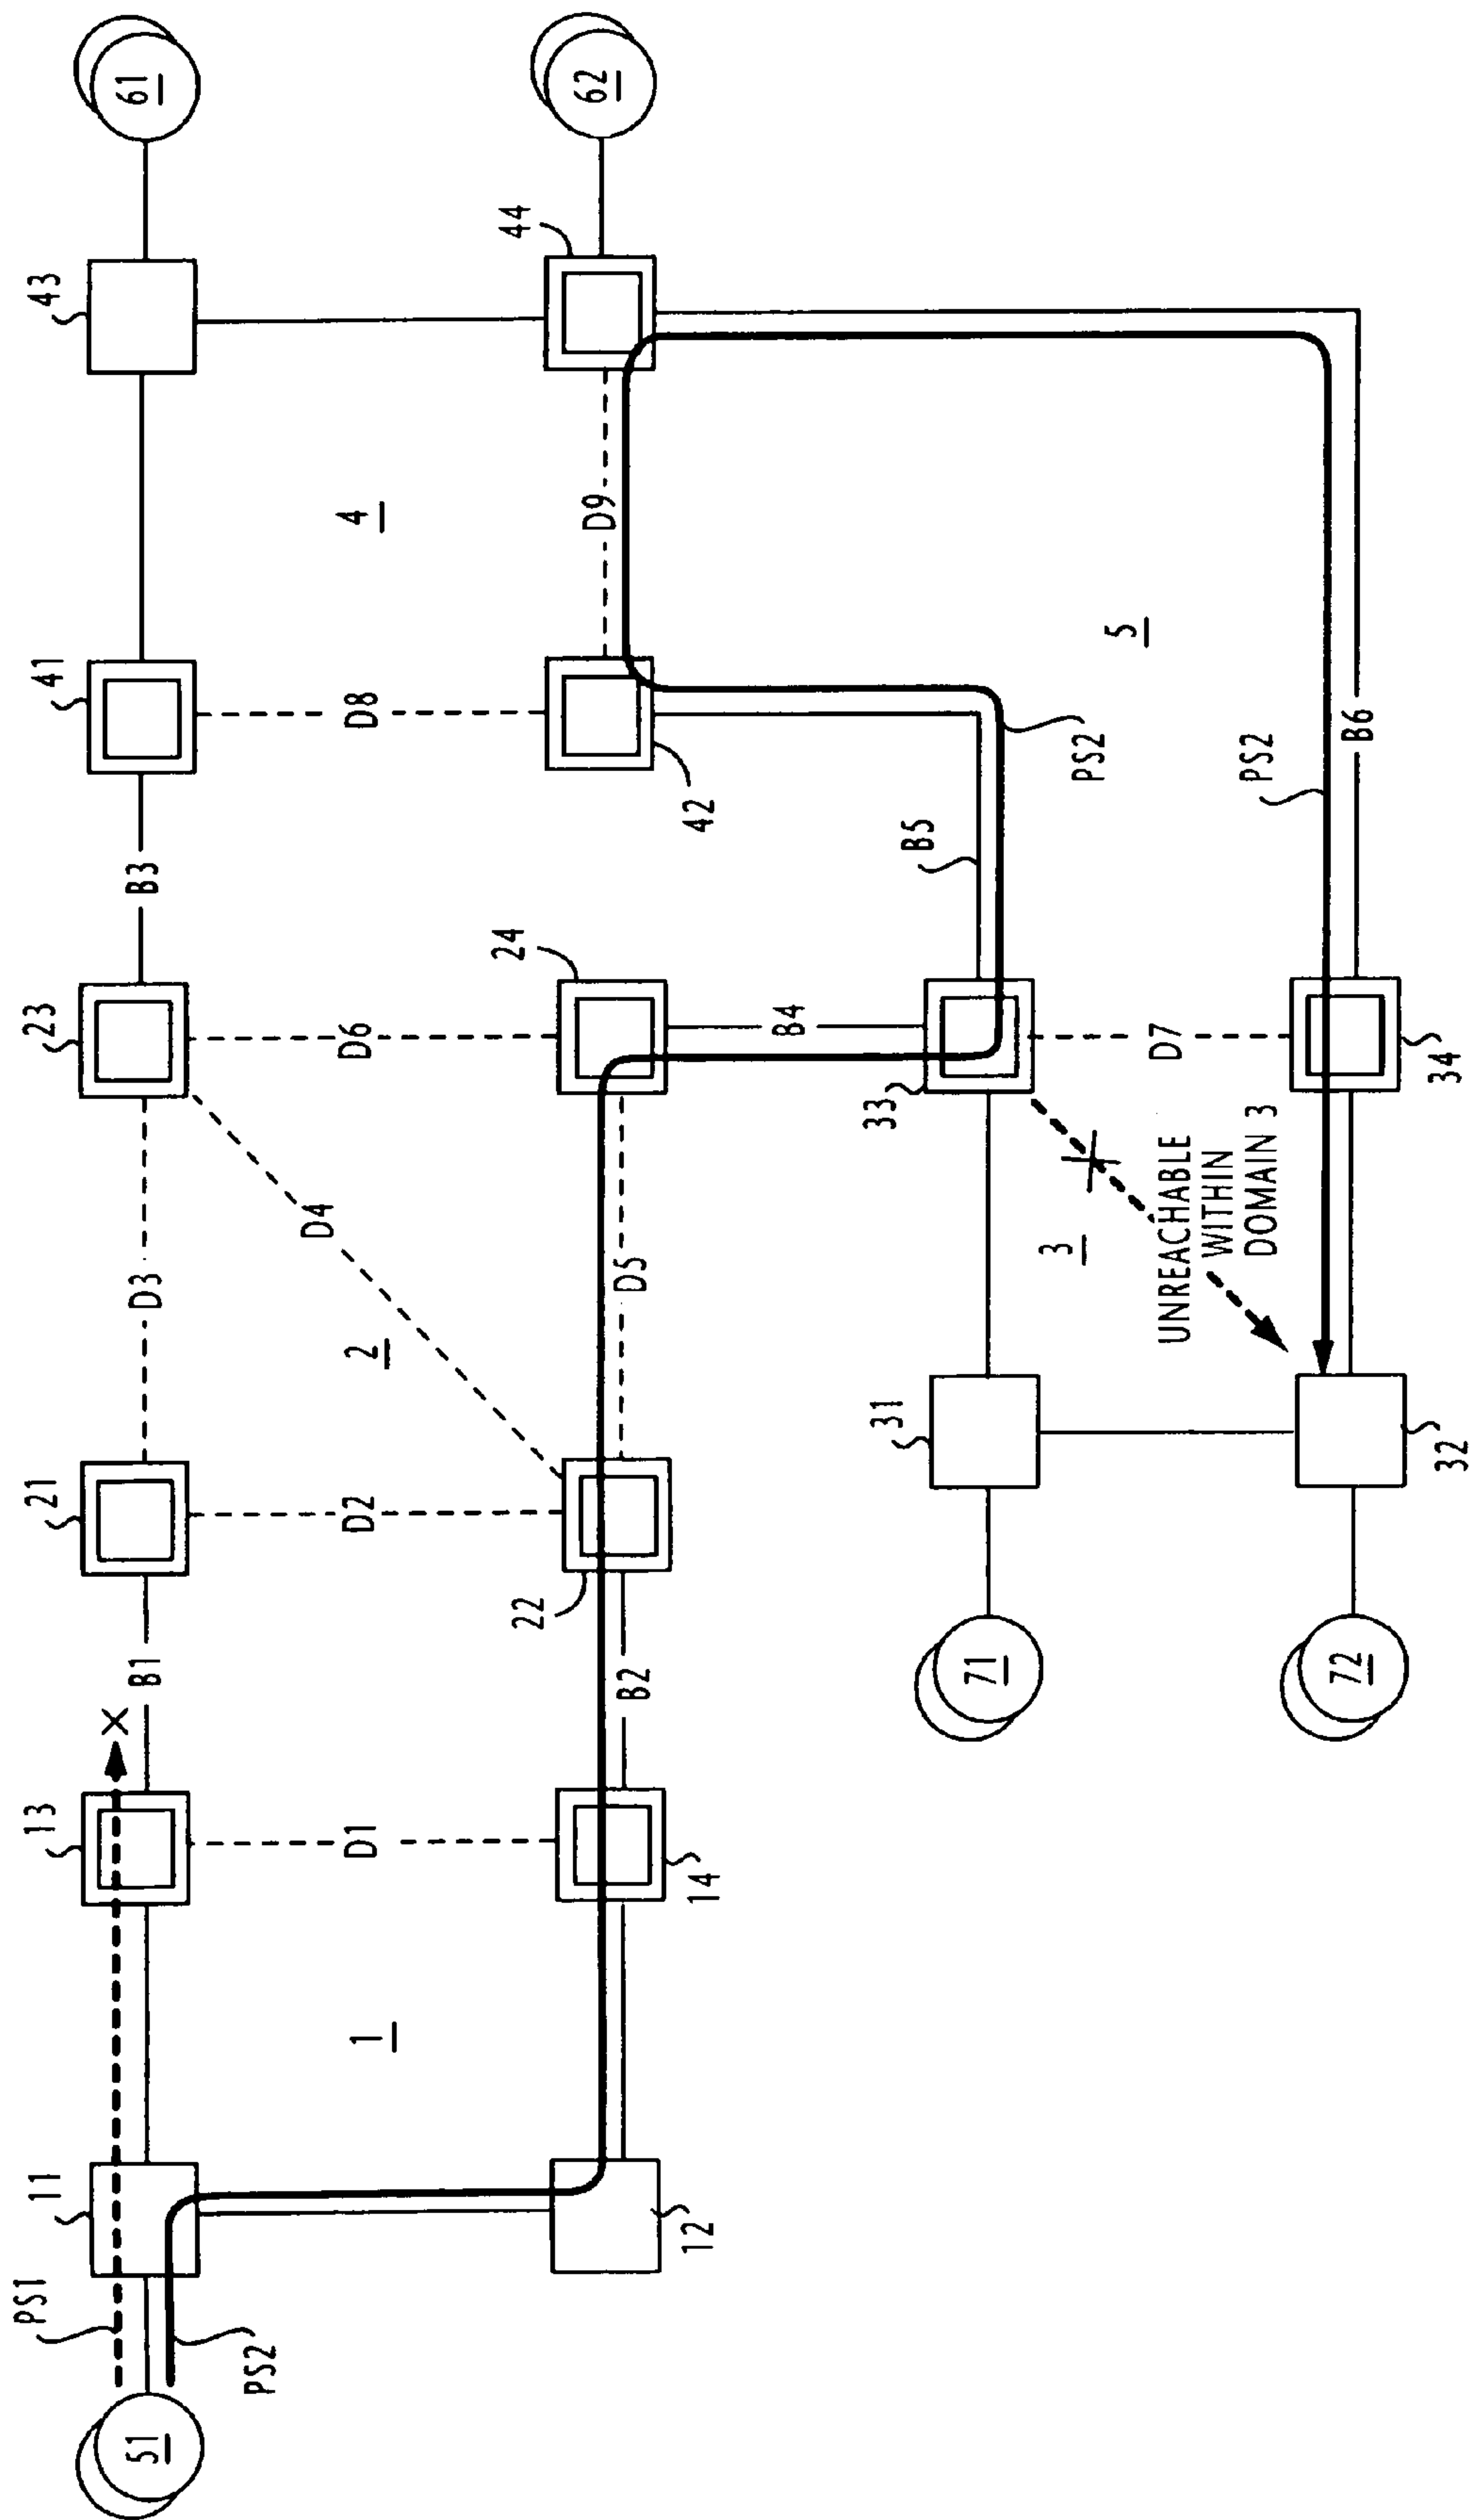 61
62
43
44
4
D9
41
D8
42
5
B3
B5
PS2
PS2
B6
23
D6
24
B4
33
D7
34
D3
D4
D5
2
3
UNREACHABLE
WITHIN
DOMAIN 3
21
D2
22
31
32
B1
B2
71
72
X
13
D1
14
1
11
12
PS1
PS2
51